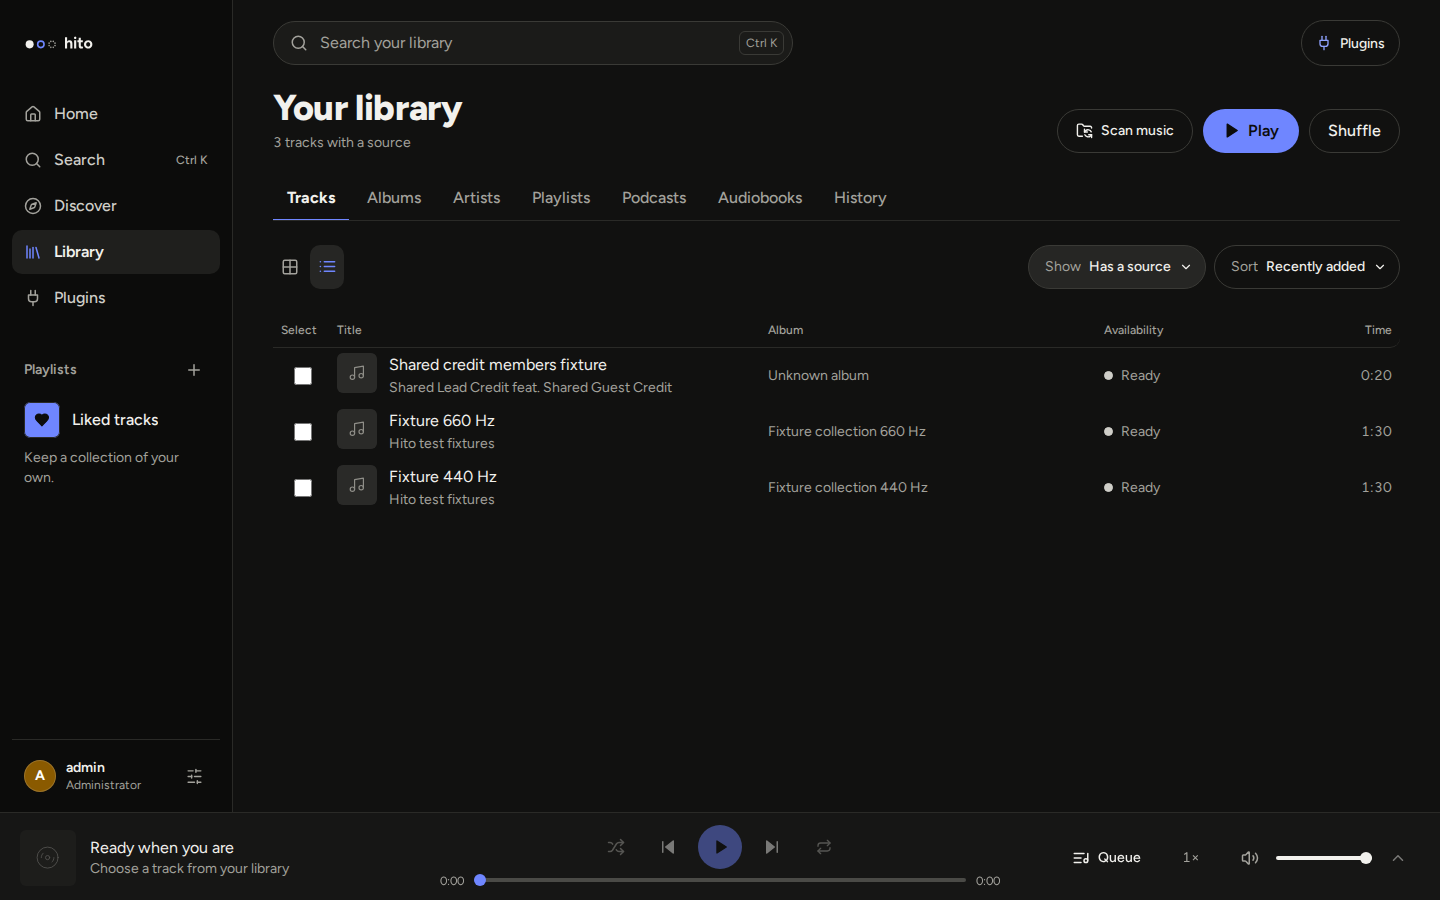 hito
Search your library
Ctrl K
Plugins
Home
Search
Ctrl K
Discover
Library
Plugins
Playlists
Liked tracks
Keep a collection of your
own.
admin
A
Administrator
Your library
3 tracks with a source
Scan music
Play
Shuffle
Tracks
Albums
Artists
Playlists
Podcasts
Audiobooks
History
Show Has a source
Sort Recently added
Select
Title
Album
Availability
Time
Shared credit members fixture
Shared Lead Credit feat. Shared Guest Credit
Unknown album
Ready
0:20
Fixture 660 Hz
Hito test fixtures
Fixture collection 660 Hz
Ready
1:30
Fixture 440 Hz
Hito test fixtures
Fixture collection 440 Hz
Ready
1:30
Ready when you are
Choose a track from your library
0:00
0:00
Queue
1×